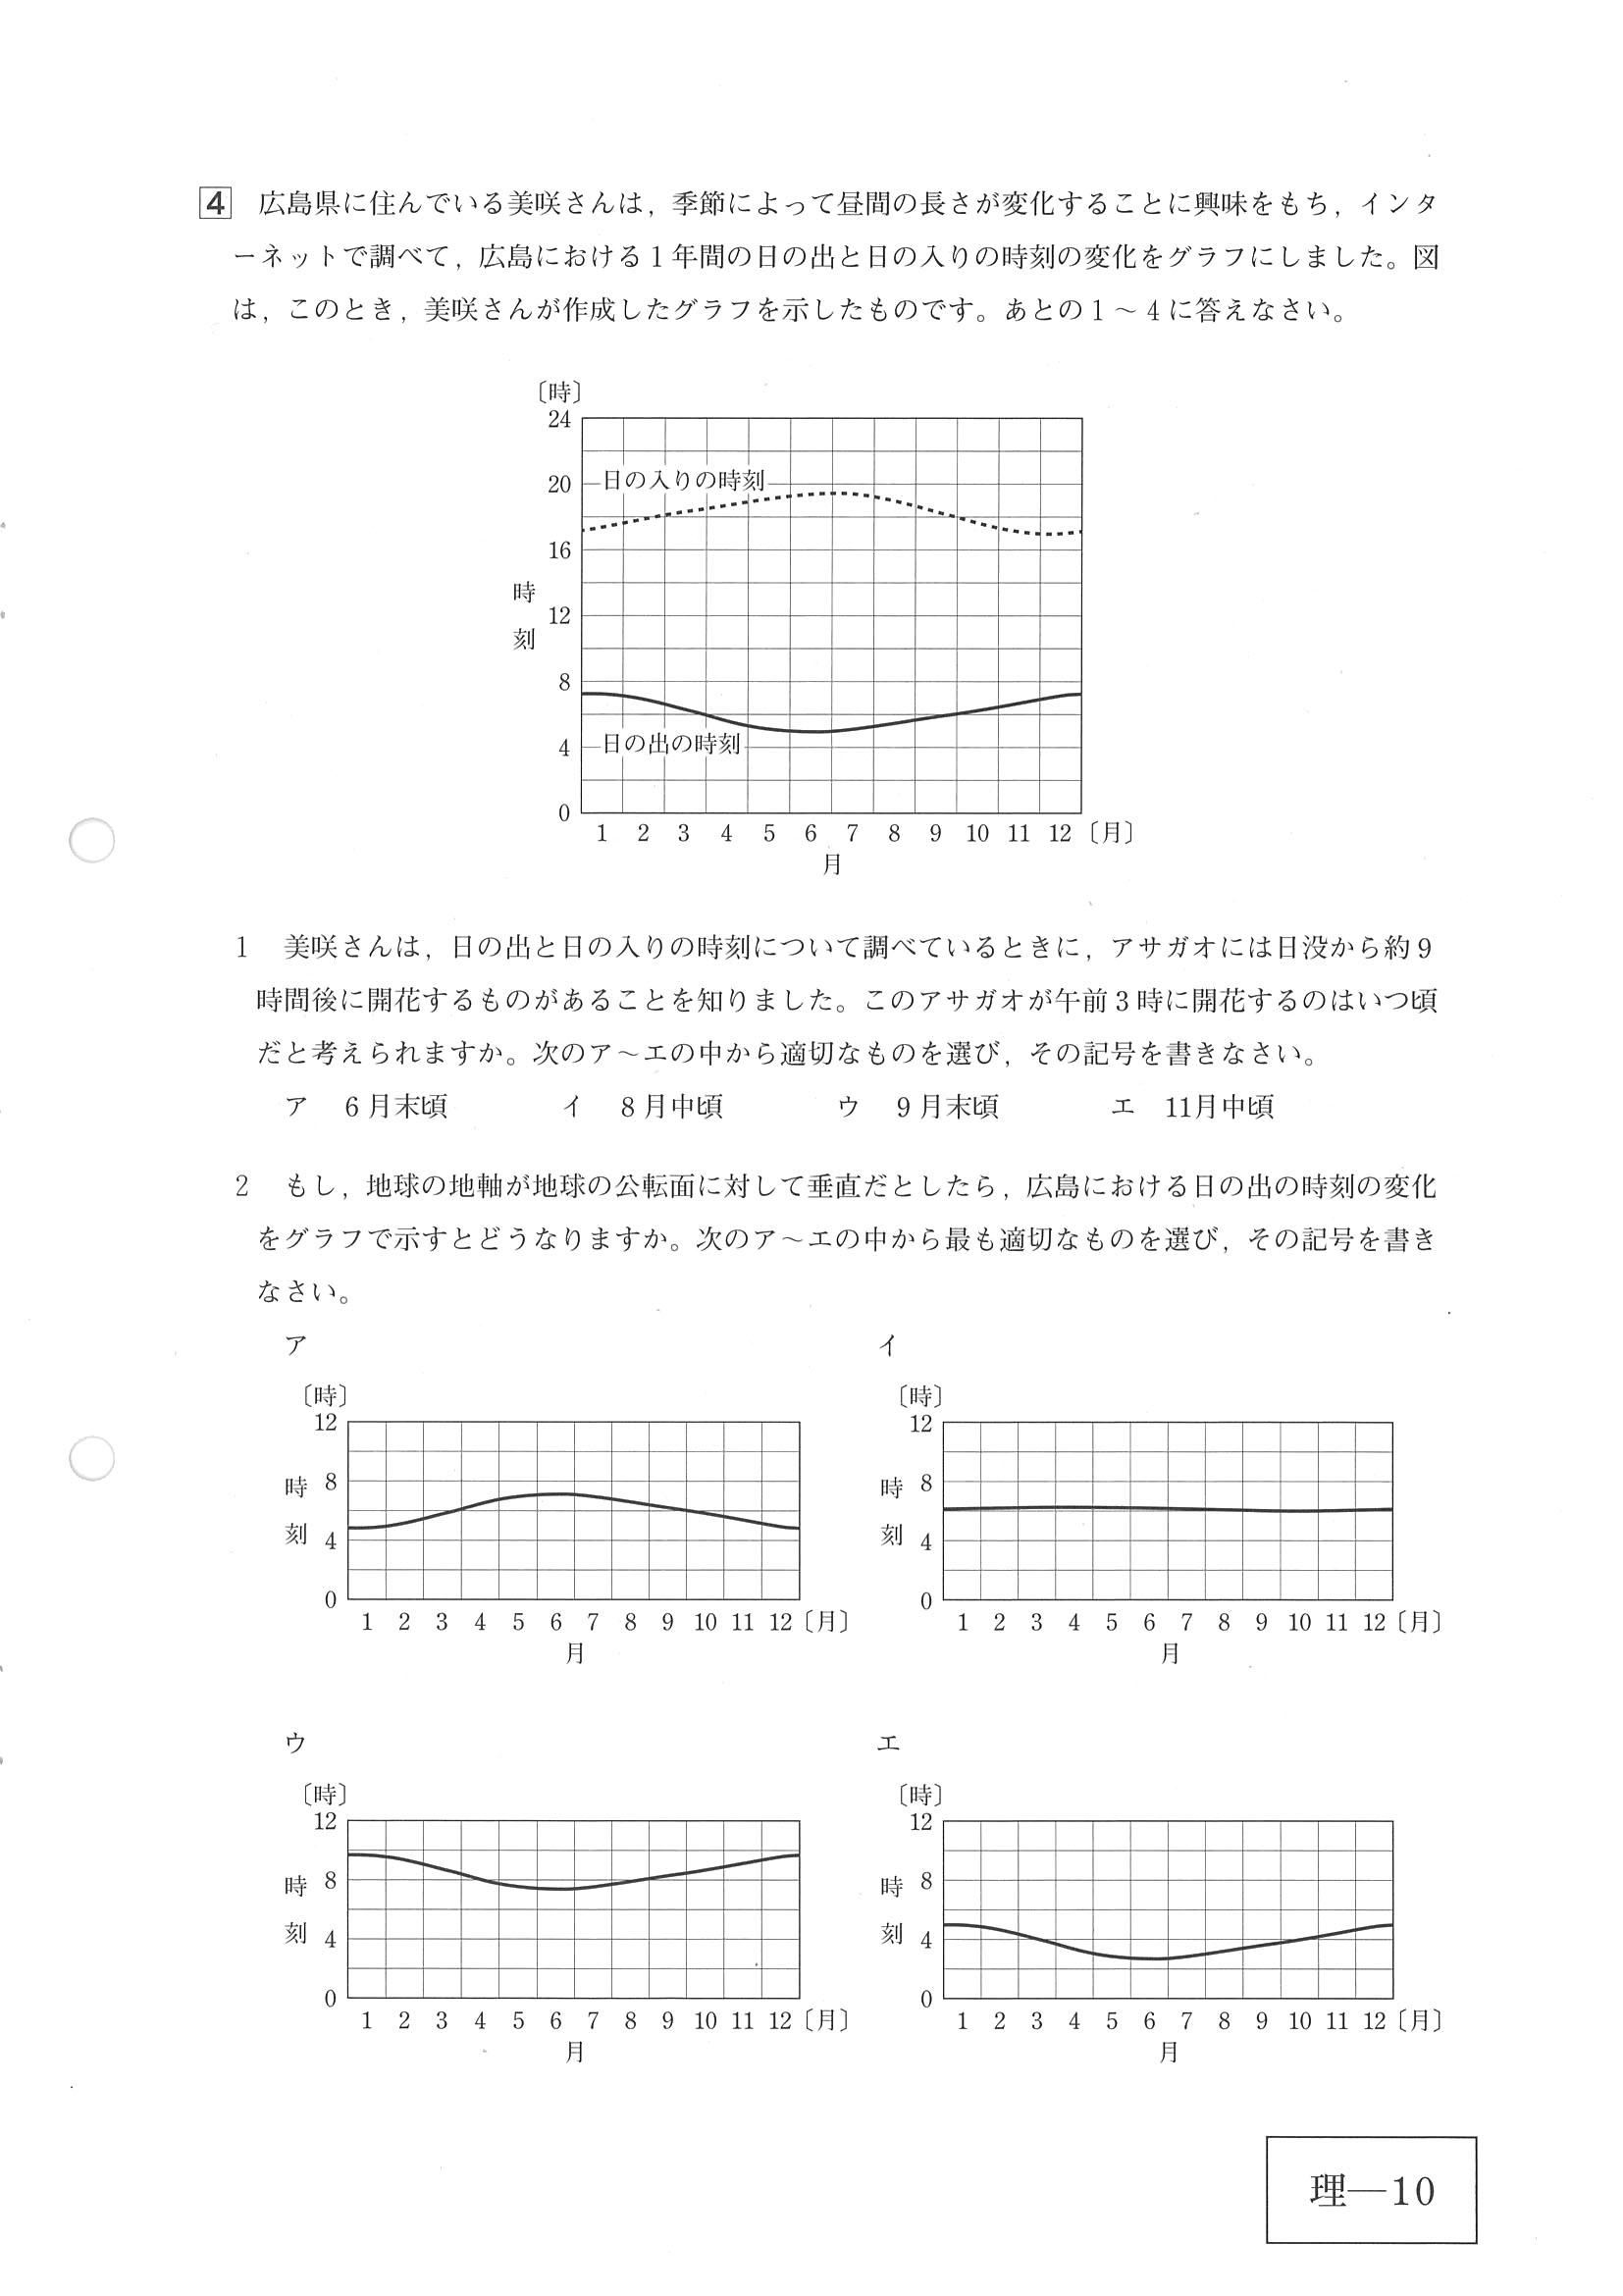 4 広島県に住んでいる美咲さんは，季節によって昼間の長さが変化することに興味をもち，インタ
ーネットで調べて，広島における１年間の日の出と日の入りの時刻の変化をグラフにしました。図
は，このとき，美咲さんが作成したグラフを示したものです。あとの１～４に答えなさい。
〔時〕
24
20
16
12
8
4
0
時刻
日の入りの時刻
日の出の時刻
1 2 3 4 5 6 7 8 9 10 11 12〔月〕
月
1 美咲さんは，日の出と日の入りの時刻について調べているときに，アサガオには日没から約９
時間後に開花するものがあることを知りました。このアサガオが午前３時に開花するのはいつ頃
だと考えられますか。次のア～エの中から適切なものを選び，その記号を書きなさい。
ア ６月末頃 イ ８月中頃 ウ ９月末頃 エ 11月中頃
2 もし，地球の地軸が地球の公転面に対して垂直だとしたら，広島における日の出の時刻の変化
をグラフで示すとどうなりますか。次のア～エの中から最も適切なものを選び，その記号を書き
なさい。
ア
〔時〕
12
8
4
0
時刻
1 2 3 4 5 6 7 8 9 10 11 12〔月〕
月
イ
〔時〕
12
8
4
0
時刻
1 2 3 4 5 6 7 8 9 10 11 12〔月〕
月
ウ
〔時〕
12
8
4
0
時刻
1 2 3 4 5 6 7 8 9 10 11 12〔月〕
月
エ
〔時〕
12
8
4
0
時刻
1 2 3 4 5 6 7 8 9 10 11 12〔月〕
月
理―10